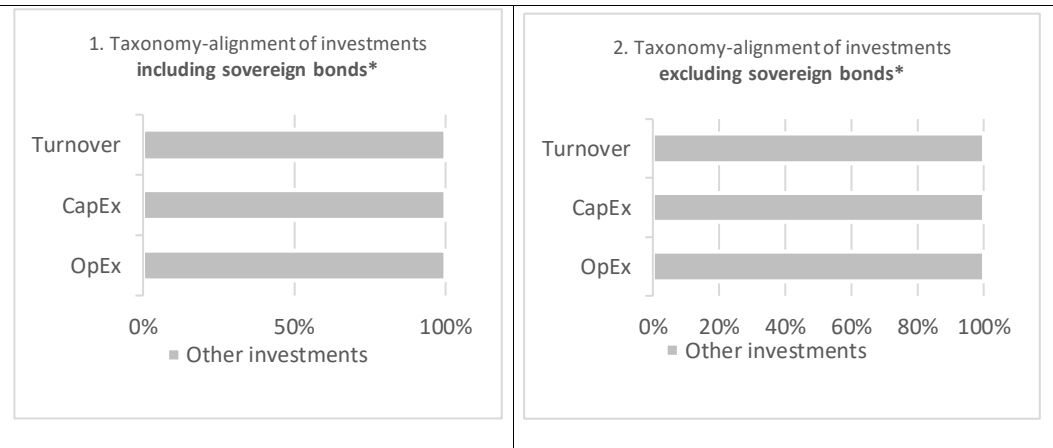 1. Taxonomy-alignment of investments
including sovereign bonds*
Turnover
CapEx
OpEx
0% 50% 100%
Other investments
2. Taxonomy-alignment of investments
excluding sovereign bonds*
Turnover
CapEx
OpEx
0% 20% 40% 60% 80% 100%
Other investments